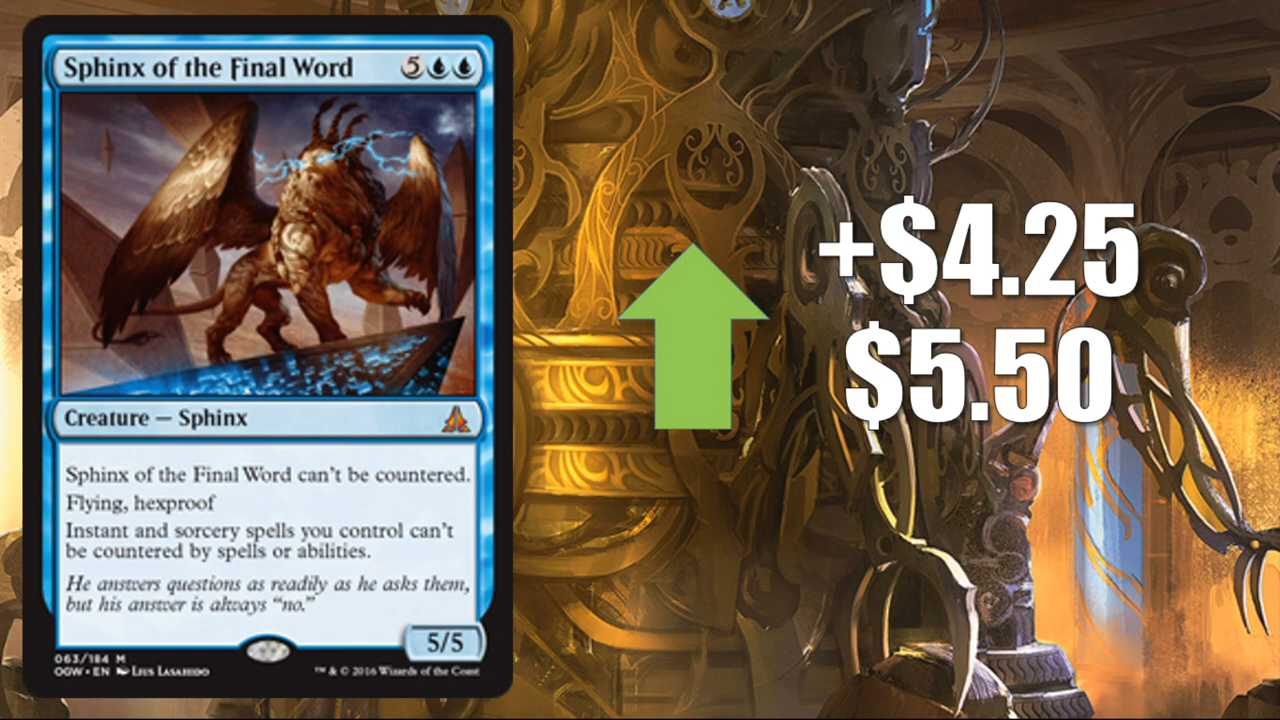 Sphinx of the Final Word 5
Creature — Sphinx
Sphinx of the Final Word can't be countered.
Flying, hexproof
Instant and sorcery spells you control can't
be countered by spells or abilities.
He answers questions as readily as he asks them,
but his answer is always "no."
5/5
063/184 M
OGW • EN Lius Lasahido
™ & © 2016 Wizards of the Coast
+$4.25
$5.50